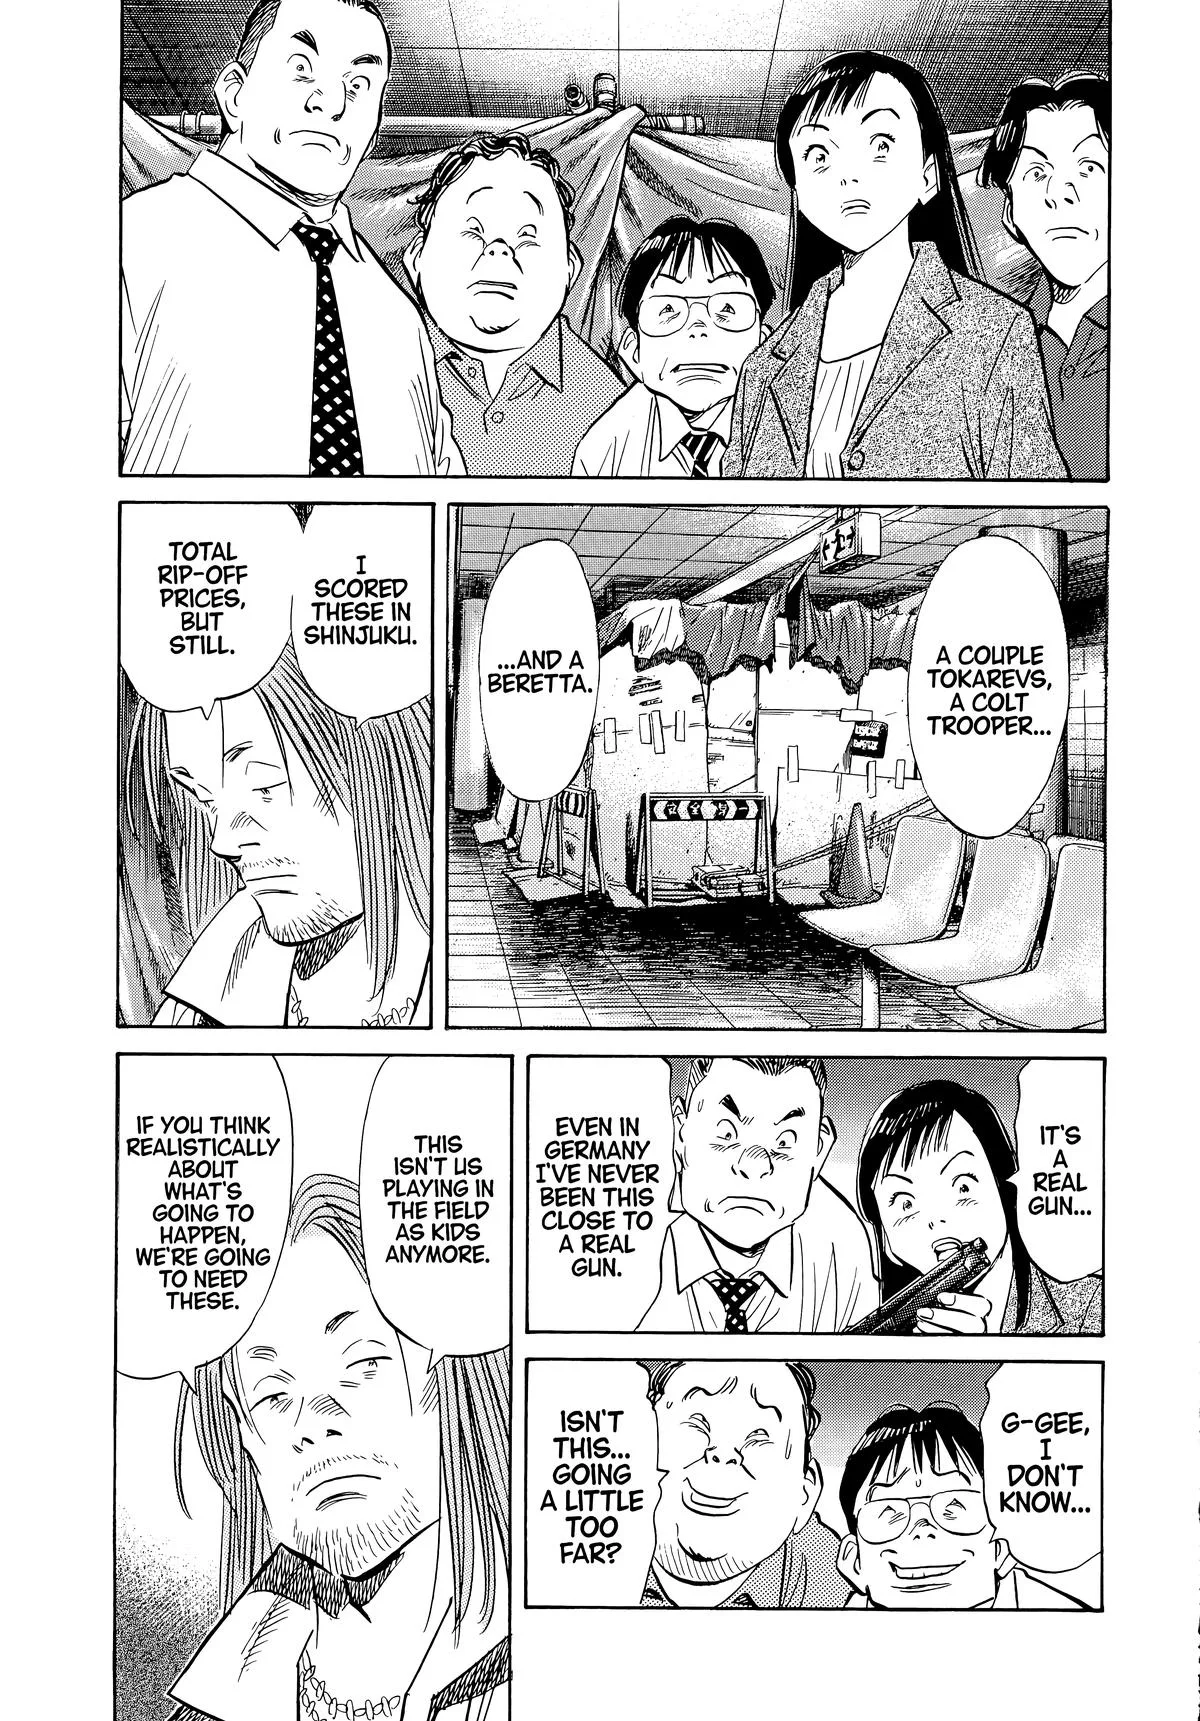 A COUPLE
TOKAREVS,
A COLT
TROOPER...
...AND A
BERETTA.
I
SCORED
THESE IN
SHINJUKU.
TOTAL
RIP-OFF
PRICES,
BUT
STILL.
IT'S
A
REAL
GUN...
EVEN IN
GERMANY
I'VE NEVER
BEEN THIS
CLOSE TO
A REAL
GUN.
G-GEE,
I
DON'T
KNOW...
ISN'T
THIS...
GOING
A LITTLE
TOO
FAR?
THIS
ISN'T US
PLAYING IN
THE FIELD
AS KIDS
ANYMORE.
IF YOU THINK
REALISTICALLY
ABOUT
WHAT'S
GOING TO
HAPPEN,
WE'RE GOING
TO NEED
THESE.